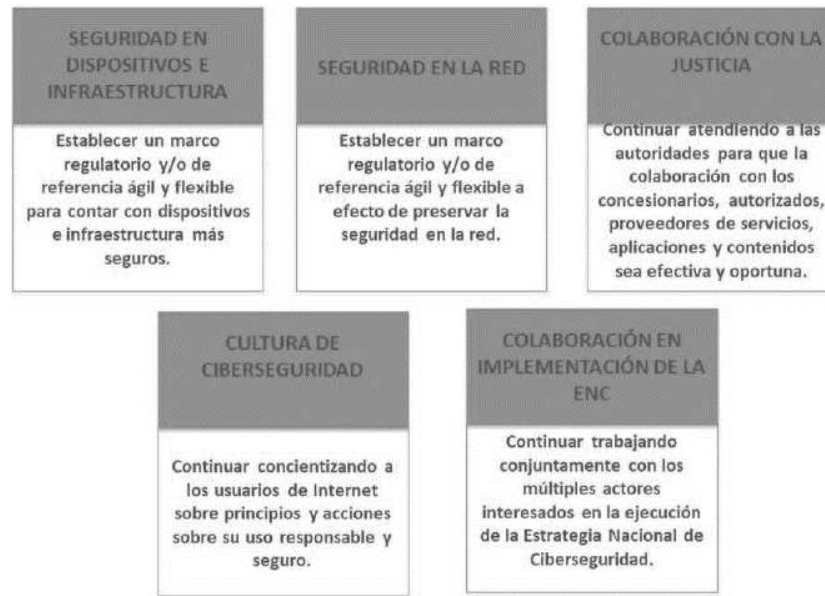 SEGURIDAD EN
DISPOSITIVOS E
INFRAESTRUCTURA
Establecer un marco
regulatorio y/o de
referencia ágil y flexible
para contar con dispositivos
e infraestructura más
seguros.
SEGURIDAD EN LA RED
Establecer un marco
regulatorio y/o de
referencia ágil y flexible a
efecto de preservar la
seguridad en la red.
COLABORACIÓN CON LA
JUSTICIA
Continuar atendiendo a las
autoridades para que la
colaboración con los
concesionarios, autorizados,
proveedores de servicios,
aplicaciones y contenidos
sea efectiva y oportuna.
CULTURA DE
CIBERSEGURIDAD
Continuar concientizando a
los usuarios de Internet
sobre principios y acciones
sobre su uso responsable y
seguro.
COLABORACIÓN EN
IMPLEMENTACIÓN DE LA
ENC
Continuar trabajando
conjuntamente con los
múltiples actores
interesados en la ejecución
de la Estrategia Nacional de
Ciberseguridad.